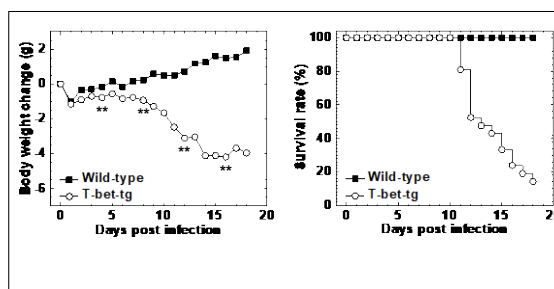 Body weight change (g)
2
0
-2
-4
-6
** ** ** **
Wild-type
T-bet-tg
0 5 10 15 20
Days post infection
Survival rate (%)
100
80
60
40
20
0
Wild-type
T-bet-tg
0 5 10 15 20
Days post infection